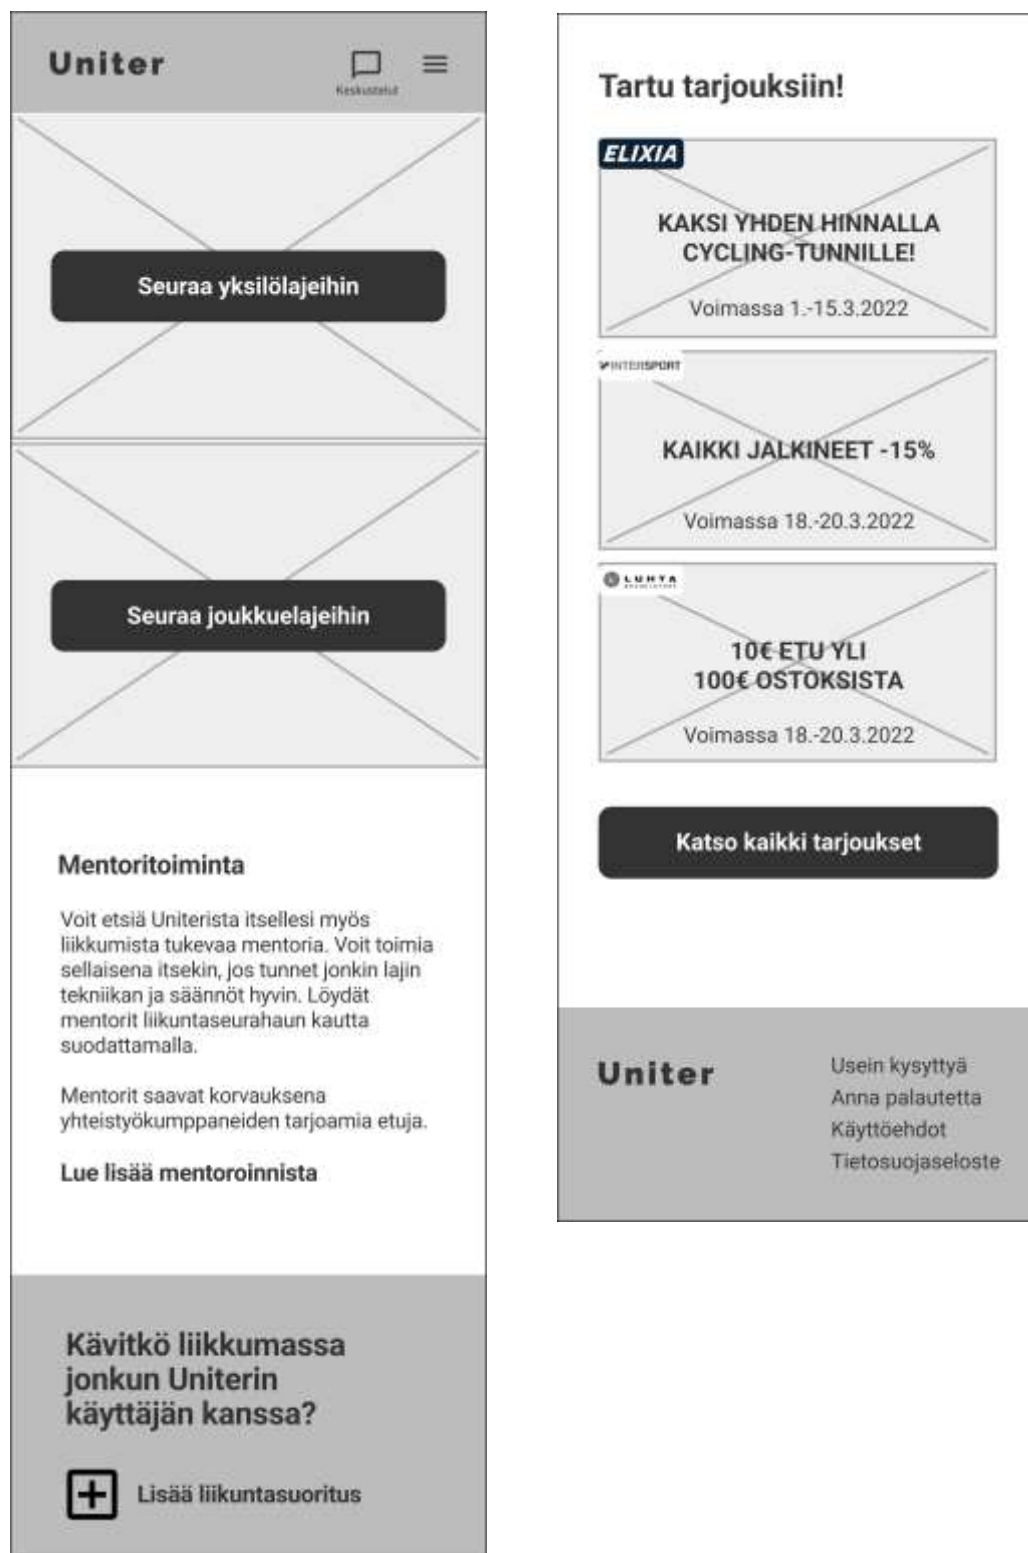 Uniter
Keskustelut
Seuraa yksilölajeihin
Seuraa joukkuelajeihin
Mentoritoiminta
Voit etsiä Uniterista itsellesi myös
liikkumista tukevaa mentoria. Voit toimia
sellaisena itsekin, jos tunnet jonkin lajin
tekniikan ja säännöt hyvin. Löydät
mentorit liikuntaseurahaun kautta
suodattamalla.
Mentorit saavat korvauksena
yhteistyökumppaneiden tarjoamia etuja.
Lue lisää mentoroinnista
Kävitkö liikkumassa
jonkun Uniterin
käyttäjän kanssa?
Lisää liikuntasuoritus
Tartu tarjouksiin!
ELIXIA
KAKSI YHDEN HINNALLA
CYCLING-TUNNILLE!
Voimassa 1.-15.3.2022
INTERSPORT
KAIKKI JALKINEET -15%
Voimassa 18.-20.3.2022
LUHTA
10€ ETU YLI
100€ OSTOKSISTA
Voimassa 18.-20.3.2022
Katso kaikki tarjoukset
Uniter
Usein kysyttyä
Anna palautetta
Käyttöehdot
Tietosuojaseloste